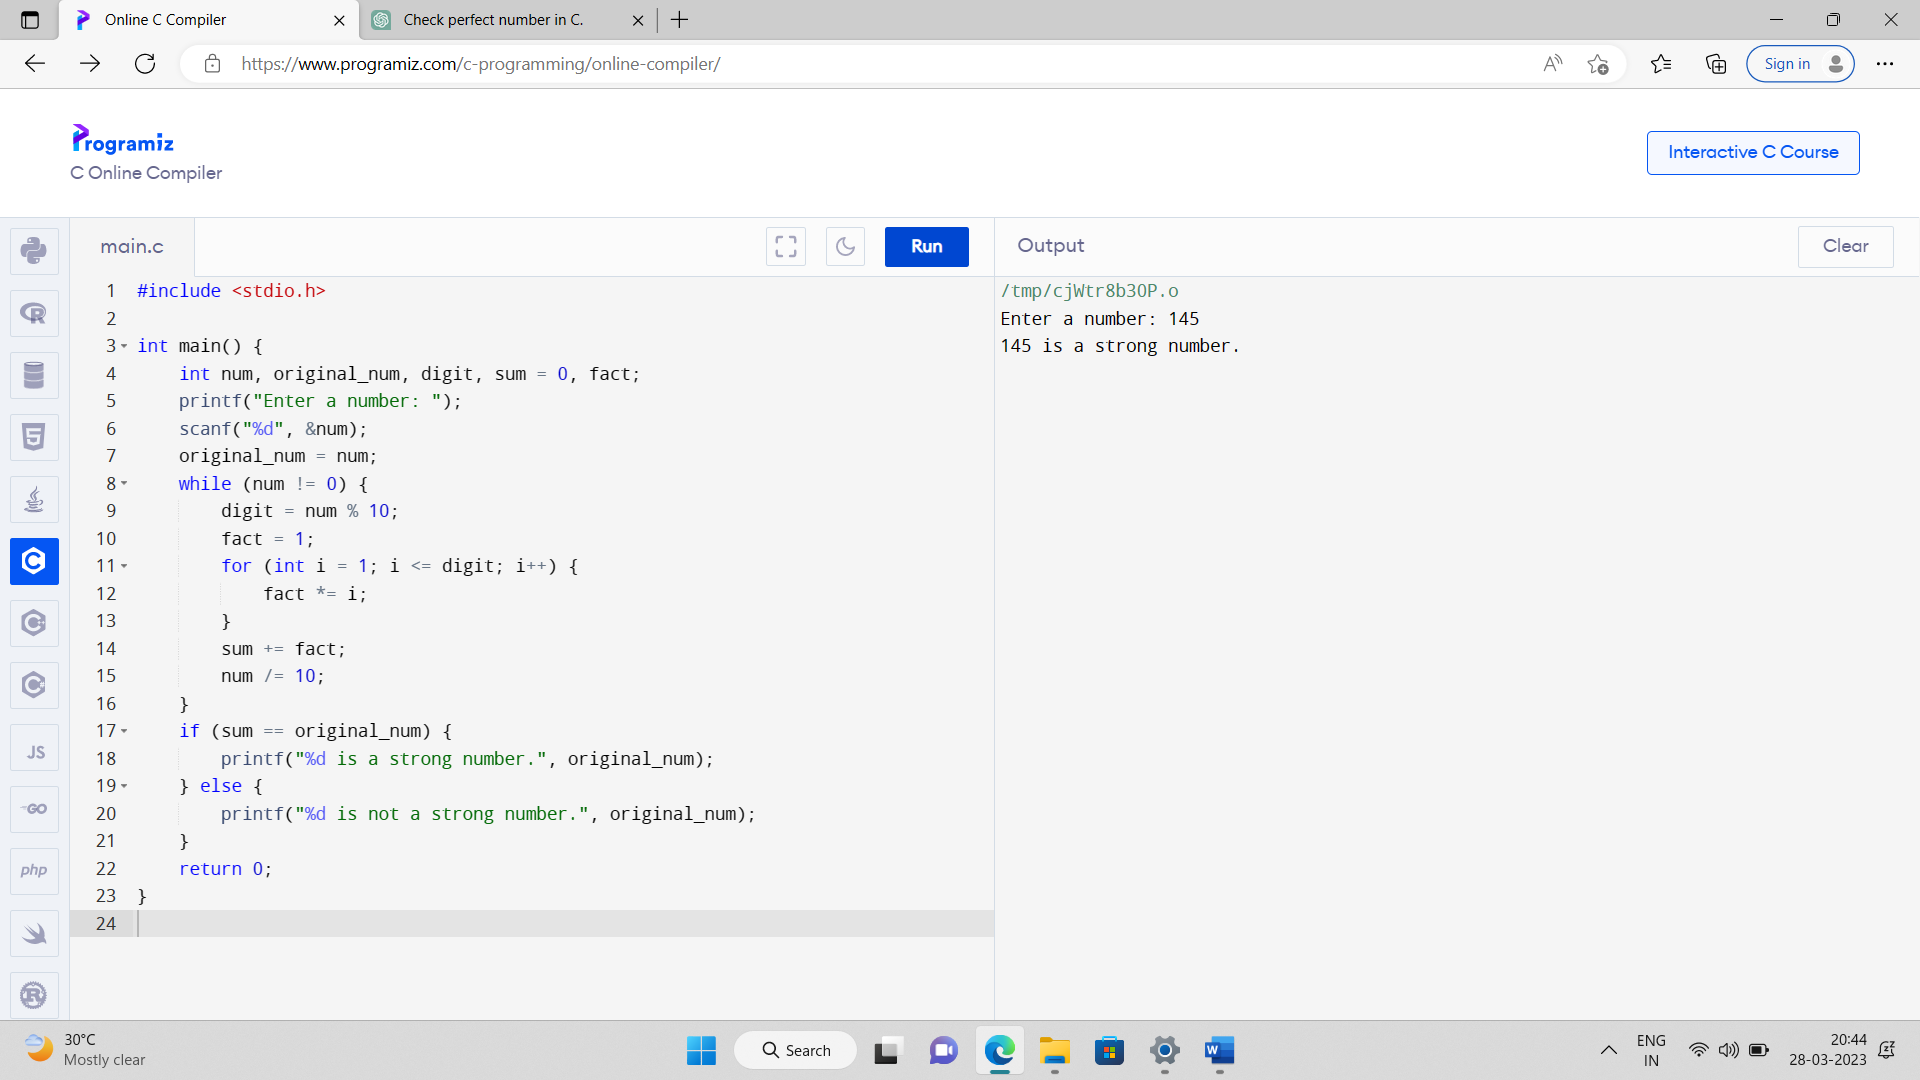 Online C Compiler
Check perfect number in C.
https://www.programiz.com/c-programming/online-compiler/
Sign in
Programiz
C Online Compiler
Interactive C Course
main.c
Run
Output
Clear
1 #include <stdio.h>
2
3 int main() {
4     int num, original_num, digit, sum = 0, fact;
5     printf("Enter a number: ");
6     scanf("%d", &num);
7     original_num = num;
8     while (num != 0) {
9         digit = num % 10;
10         fact = 1;
11         for (int i = 1; i <= digit; i++) {
12             fact *= i;
13         }
14         sum += fact;
15         num /= 10;
16     }
17     if (sum == original_num) {
18         printf("%d is a strong number.", original_num);
19     } else {
20         printf("%d is not a strong number.", original_num);
21     }
22     return 0;
23 }
24
/tmp/cjWtr8b3OP.o
Enter a number: 145
145 is a strong number.
JS
GO
php
30°C
Mostly clear
Search
ENG
IN
20:44
28-03-2023